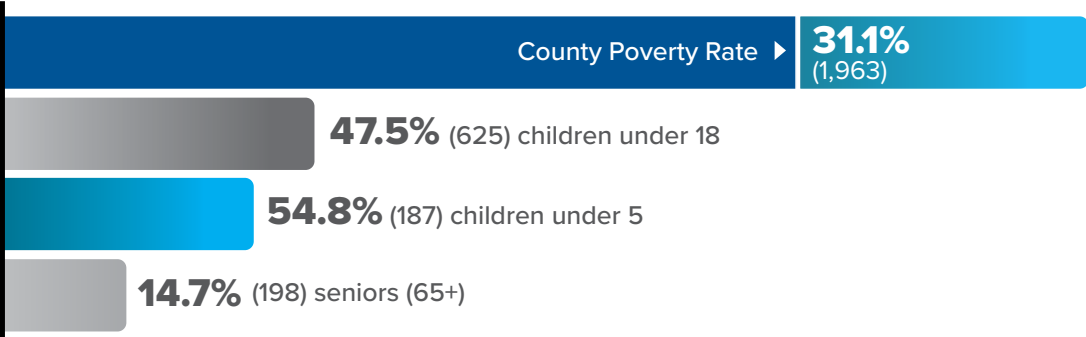 County Poverty Rate ▶ 31.1%
(1,963)
47.5% (625) children under 18
54.8% (187) children under 5
14.7% (198) seniors (65+)